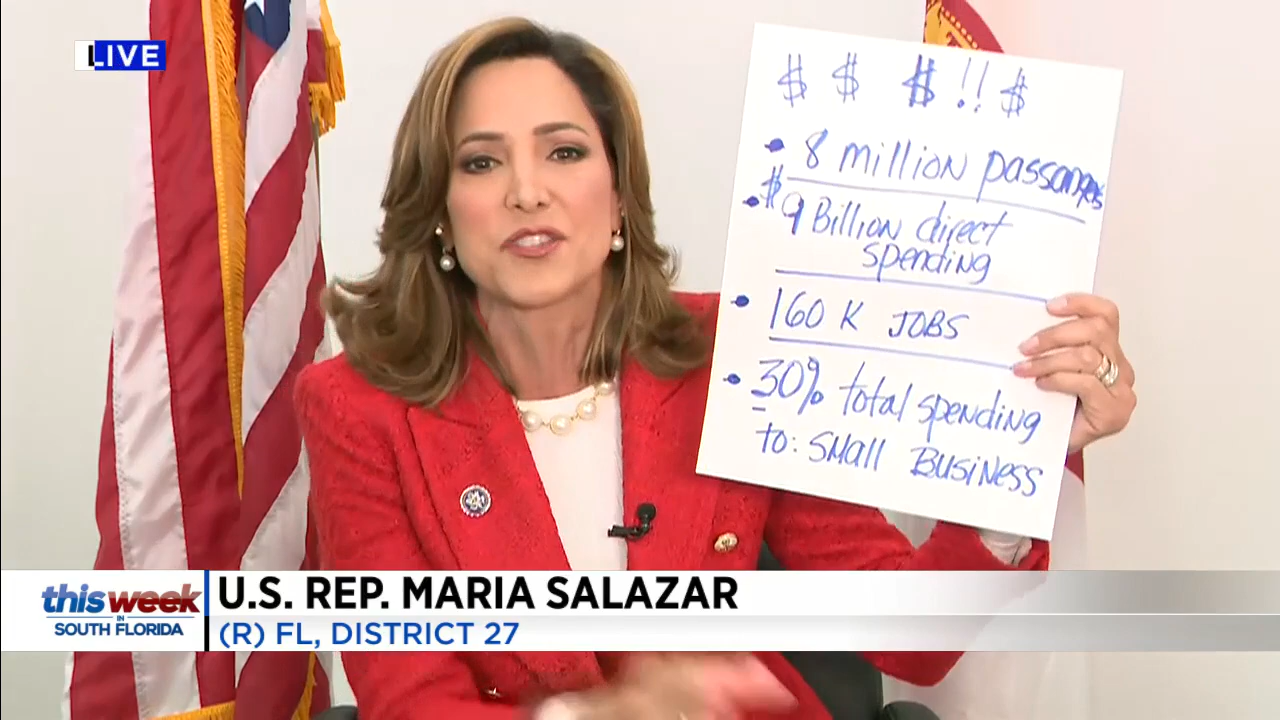 LIVE
$ $ $!! $
• 8 million passangers
• $9 Billion direct
spending
• 160 K JOBS
• 30% total spending
to: Small Business
this week
IN
SOUTH FLORIDA
U.S. REP. MARIA SALAZAR
(R) FL, DISTRICT 27